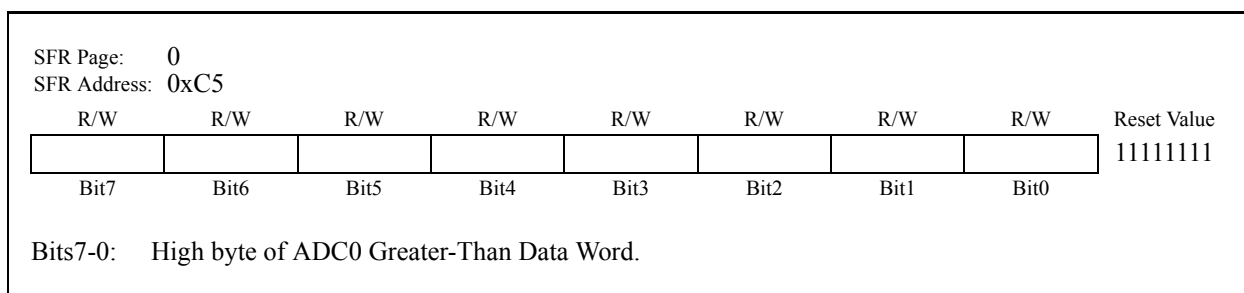 SFR Page: 0
SFR Address: 0xC5
R/W R/W R/W R/W R/W R/W R/W R/W Reset Value
11111111
Bit7 Bit6 Bit5 Bit4 Bit3 Bit2 Bit1 Bit0
Bits7-0: High byte of ADC0 Greater-Than Data Word.